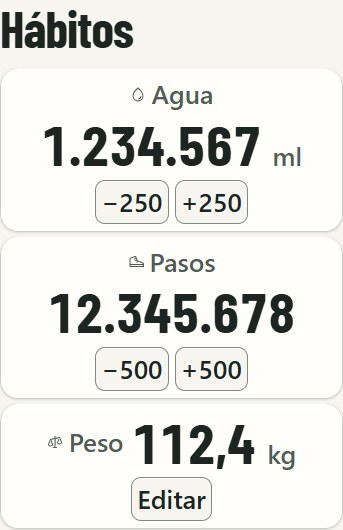 Hábitos
Agua
1.234.567 ml
−250 +250
Pasos
12.345.678
−500 +500
Peso 112,4 kg
Editar